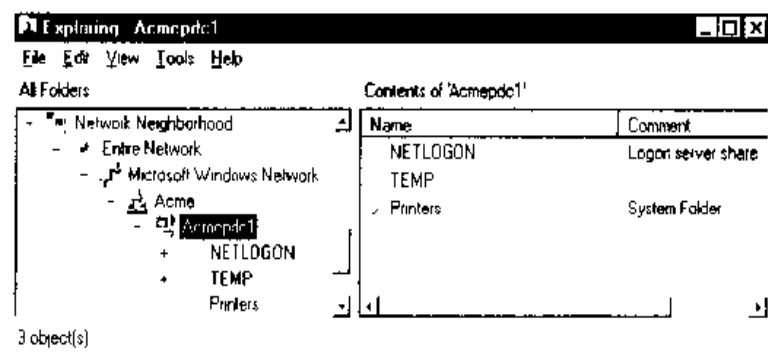 Exploring - Acmepdc1
File Edit View Tools Help
All Folders
Contents of 'Acmepdc1'
Network Neighborhood
Entire Network
Microsoft Windows Network
Acme
Acmepdc1
NETLOGON
TEMP
Printers
Name Comment
NETLOGON Logon server share
TEMP
Printers System Folder
3 object(s)